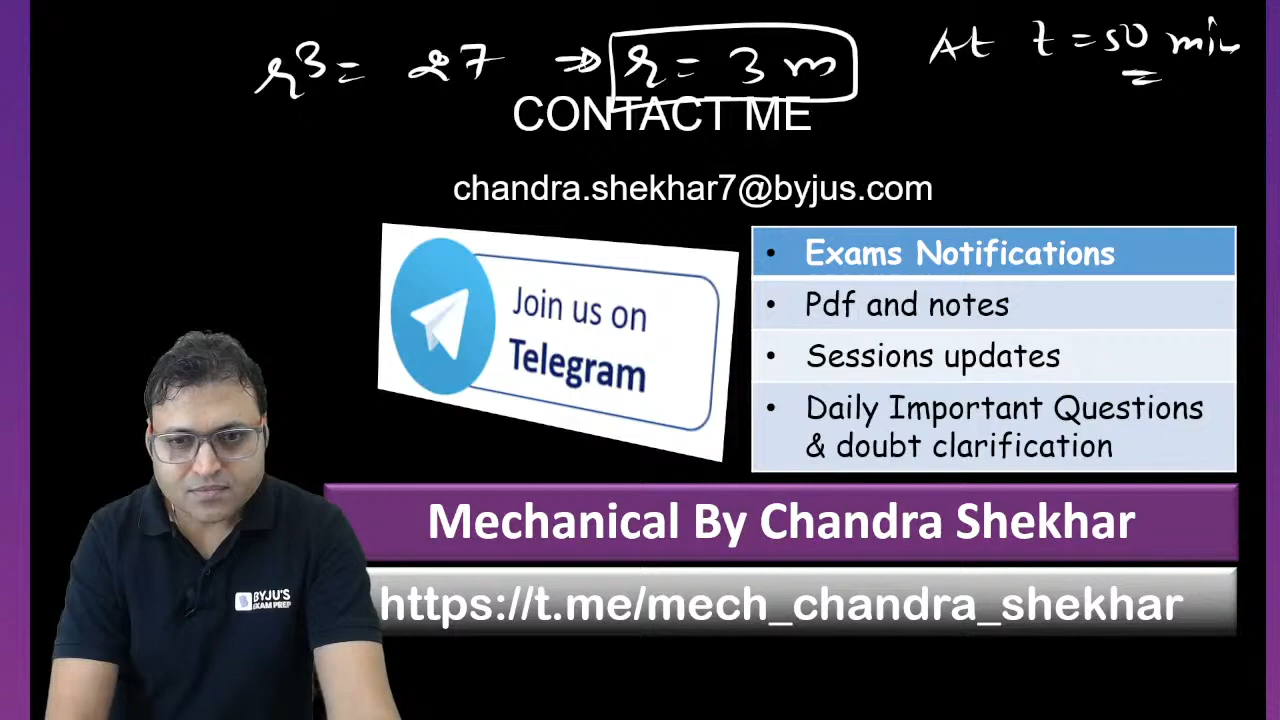 r³ = 27 ⇒ r = 3 m
At t = 50 min
CONTACT ME
chandra.shekhar7@byjus.com
Join us on
Telegram
• Exams Notifications
• Pdf and notes
• Sessions updates
• Daily Important Questions
& doubt clarification
Mechanical By Chandra Shekhar
https://t.me/mech_chandra_shekhar
BYJU'S
EXAM PREP